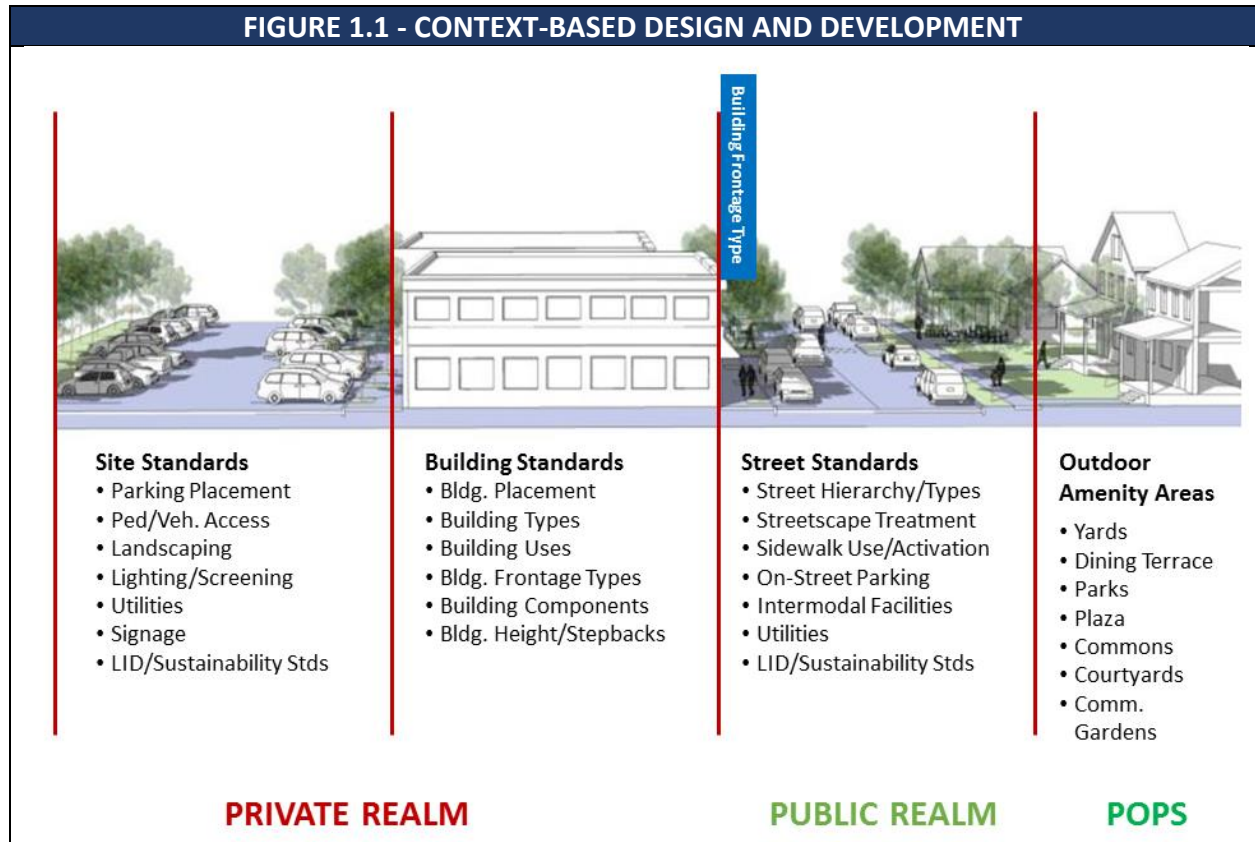 FIGURE 1.1 - CONTEXT-BASED DESIGN AND DEVELOPMENT
Building Frontage Type
Site Standards
• Parking Placement
• Ped/Veh. Access
• Landscaping
• Lighting/Screening
• Utilities
• Signage
• LID/Sustainability Stds
Building Standards
• Bldg. Placement
• Building Types
• Building Uses
• Bldg. Frontage Types
• Building Components
• Bldg. Height/Stepbacks
Street Standards
• Street Hierarchy/Types
• Streetscape Treatment
• Sidewalk Use/Activation
• On-Street Parking
• Intermodal Facilities
• Utilities
• LID/Sustainability Stds
Outdoor
Amenity Areas
• Yards
• Dining Terrace
• Parks
• Plaza
• Commons
• Courtyards
• Comm.
Gardens
PRIVATE REALM
PUBLIC REALM
POPS